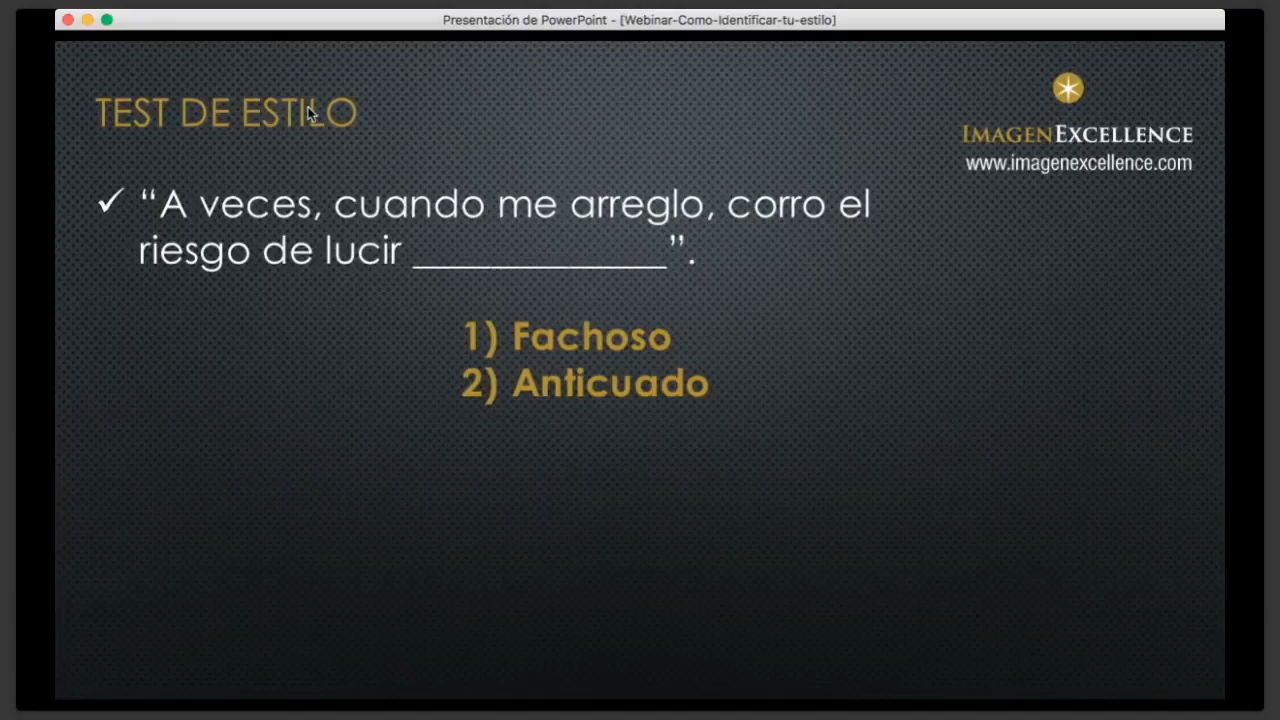 Presentación de PowerPoint - [Webinar-Como-Identificar-tu-estilo]
TEST DE ESTILO
IMAGENEXCELLENCE
www.imagenexcellence.com
✓ “A veces, cuando me arreglo, corro el
riesgo de lucir _____________”.
1) Fachoso
2) Anticuado